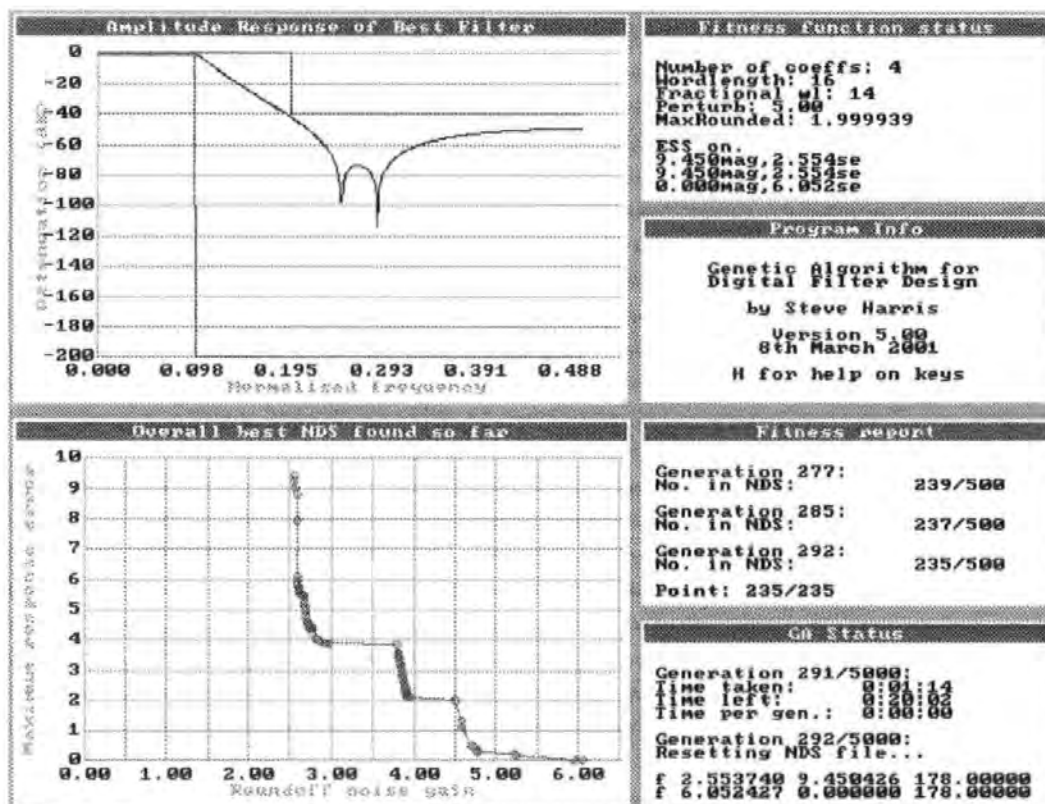 Amplitude Response of Best Filter
0
-20
-40
-60
-80
-100
-120
-140
-160
-180
-200
0.000 0.098 0.195 0.293 0.391 0.488
Normalised frequency
Overall best NDS found so far
10
9
8
7
6
5
4
3
2
1
0
0.00 1.00 2.00 3.00 4.00 5.00 6.00
Roundoff noise gain
Maximum response error
Fitness function status
Number of coeffs: 4
Wordlength: 16
Fractional wl: 14
Perturb: 5.00
MaxRounded: 1.999939
ESS on.
9.450mag,2.554se
9.450mag,2.554se
0.000mag,6.052se
Program Info
Genetic Algorithm for
Digital Filter Design
by Steve Harris
Version 5.00
8th March 2001
H for help on keys
Fitness report
Generation 277:
No. in NDS: 239/500
Generation 285:
No. in NDS: 237/500
Generation 292:
No. in NDS: 235/500
Point: 235/235
GA Status
Generation 291/5000:
Time taken: 0:01:14
Time left: 0:20:02
Time per gen.: 0:00:00
Generation 292/5000:
Resetting NDS file...
f 2.553740 9.450426 178.00000
f 6.052427 0.000000 178.00000